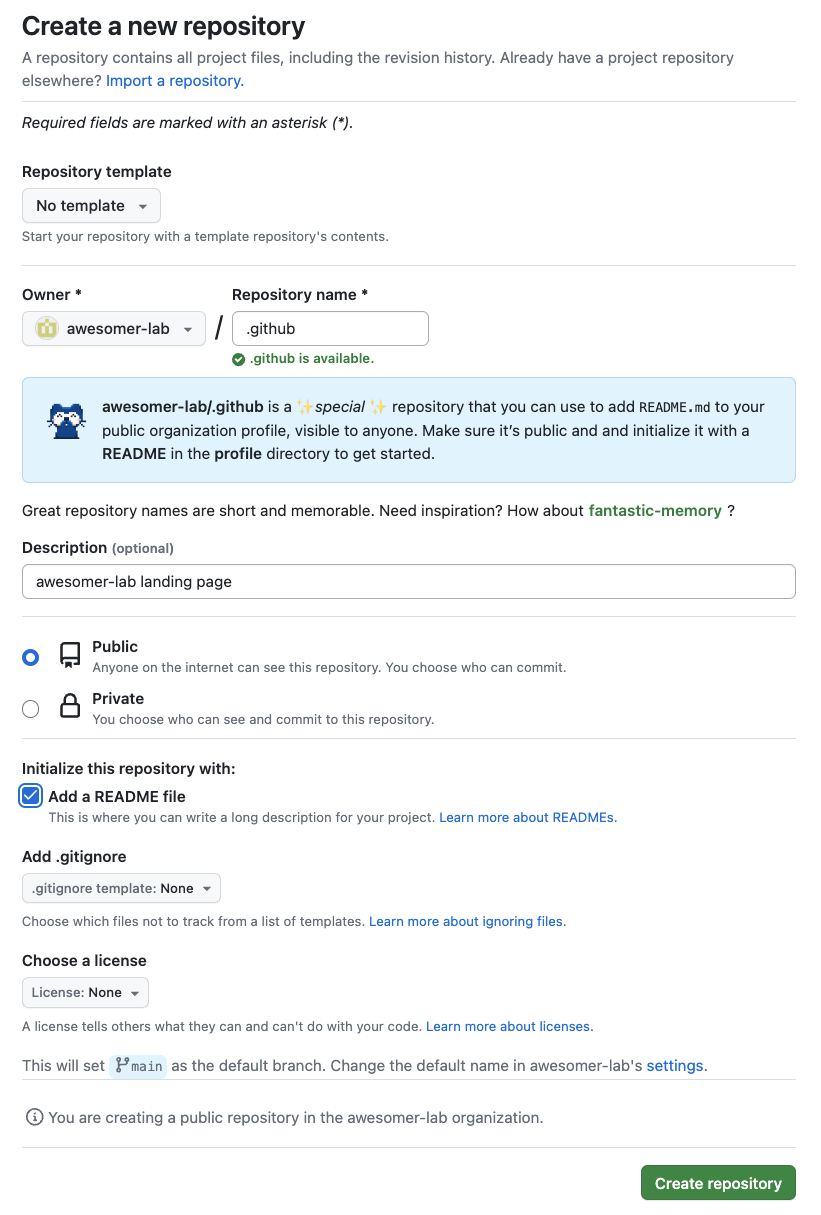 Create a new repository
A repository contains all project files, including the revision history. Already have a project repository
elsewhere? Import a repository.
Required fields are marked with an asterisk (*).
Repository template
No template
Start your repository with a template repository's contents.
Owner *
Repository name *
awesomer-lab / .github
.github is available.
awesomer-lab/.github is a ✨special✨ repository that you can use to add README.md to your
public organization profile, visible to anyone. Make sure it’s public and and initialize it with a
README in the profile directory to get started.
Great repository names are short and memorable. Need inspiration? How about fantastic-memory ?
Description (optional)
awesomer-lab landing page
Public
Anyone on the internet can see this repository. You choose who can commit.
Private
You choose who can see and commit to this repository.
Initialize this repository with:
Add a README file
This is where you can write a long description for your project. Learn more about READMEs.
Add .gitignore
.gitignore template: None
Choose which files not to track from a list of templates. Learn more about ignoring files.
Choose a license
License: None
A license tells others what they can and can't do with your code. Learn more about licenses.
This will set main as the default branch. Change the default name in awesomer-lab's settings.
You are creating a public repository in the awesomer-lab organization.
Create repository